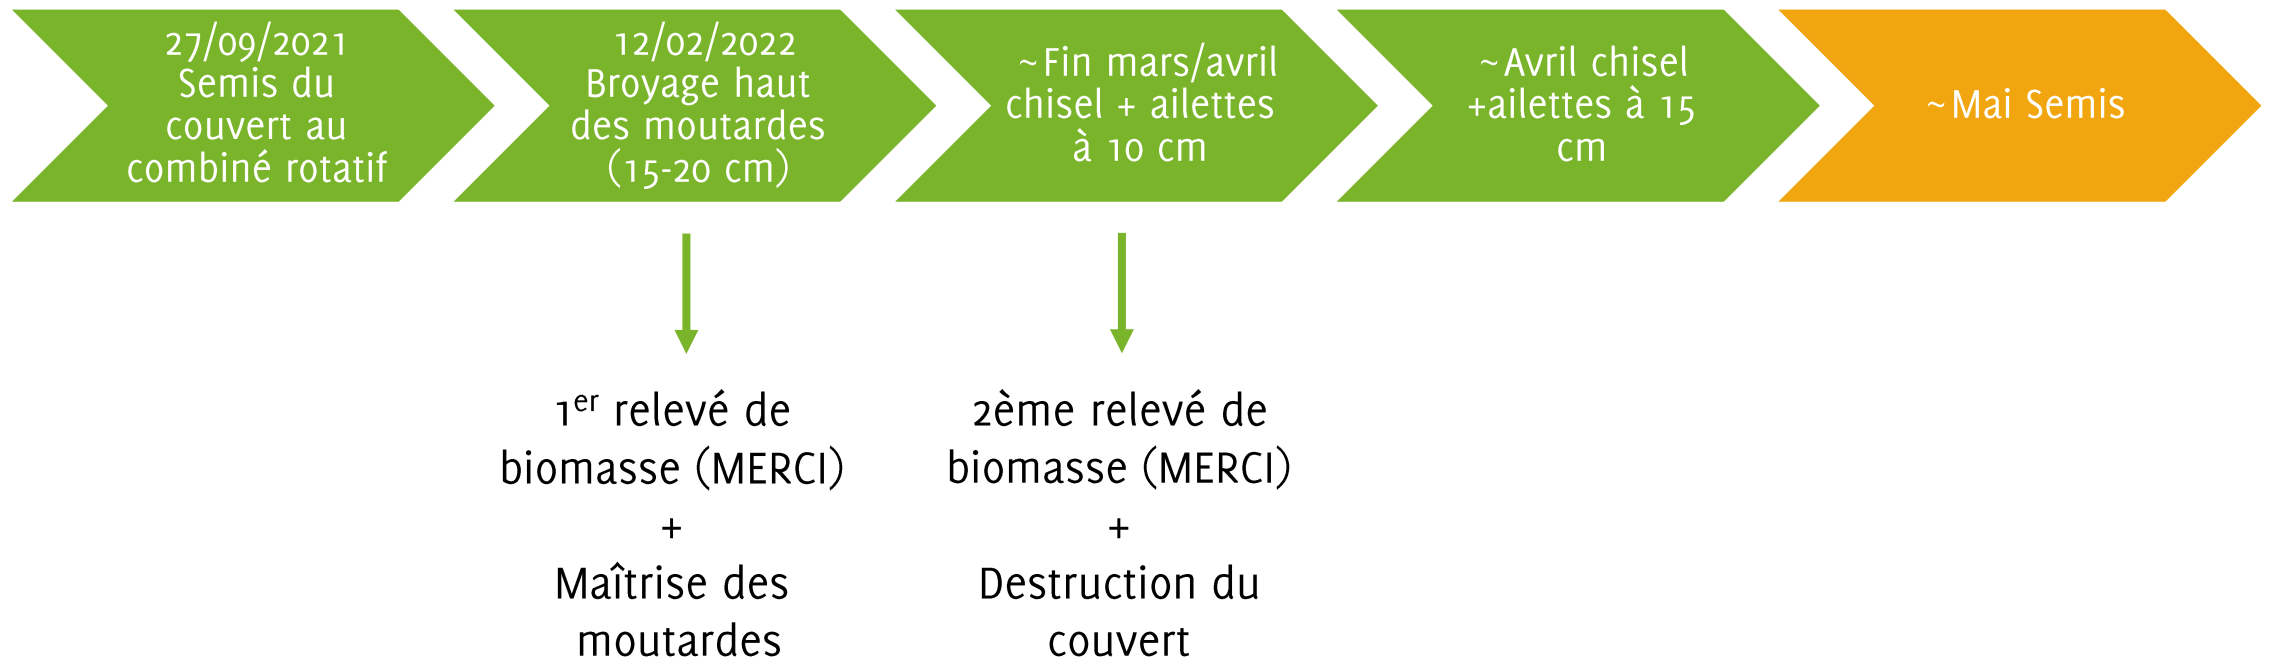 27/09/2021
Semis du
couvert au
combiné rotatif
12/02/2022
Broyage haut
des moutardes
(15-20 cm)
~Fin mars/avril
chisel + ailettes
à 10 cm
~Avril chisel
+ailettes à 15
cm
~Mai Semis
1er relevé de
biomasse (MERCI)
+
Maîtrise des
moutardes
2ème relevé de
biomasse (MERCI)
+
Destruction du
couvert